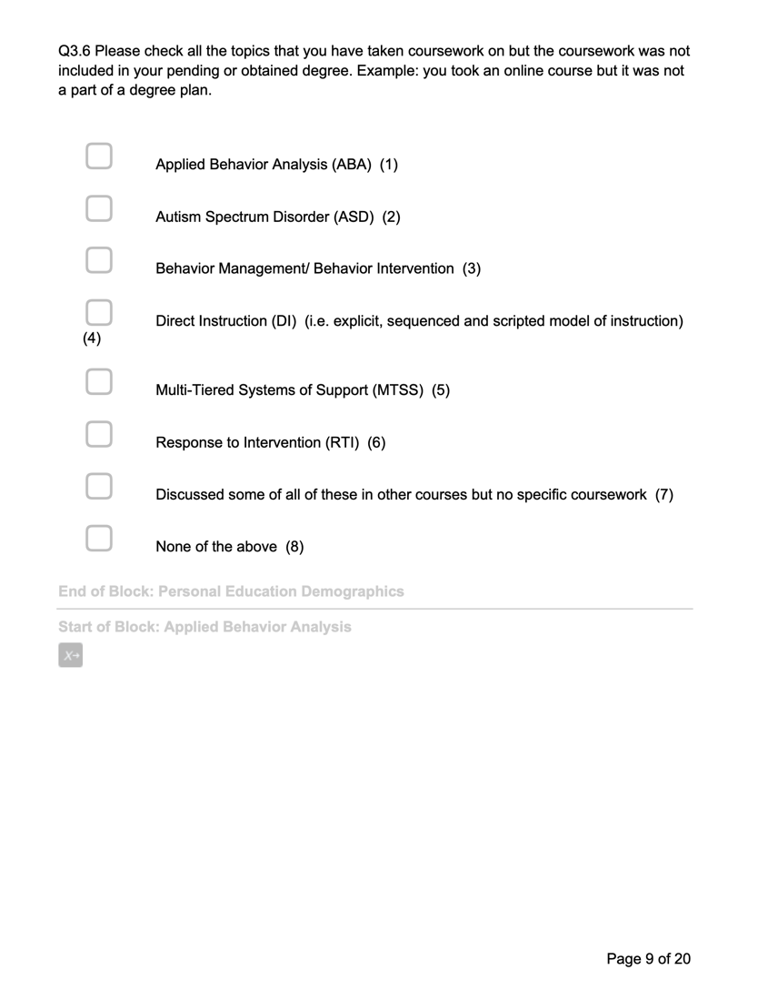 Q3.6 Please check all the topics that you have taken coursework on but the coursework was not
included in your pending or obtained degree. Example: you took an online course but it was not
a part of a degree plan.
Applied Behavior Analysis (ABA)  (1)
Autism Spectrum Disorder (ASD)  (2)
Behavior Management/ Behavior Intervention  (3)
Direct Instruction (DI)  (i.e. explicit, sequenced and scripted model of instruction)
(4)
Multi-Tiered Systems of Support (MTSS)  (5)
Response to Intervention (RTI)  (6)
Discussed some of all of these in other courses but no specific coursework  (7)
None of the above  (8)
End of Block: Personal Education Demographics
Start of Block: Applied Behavior Analysis
X→
Page 9 of 20